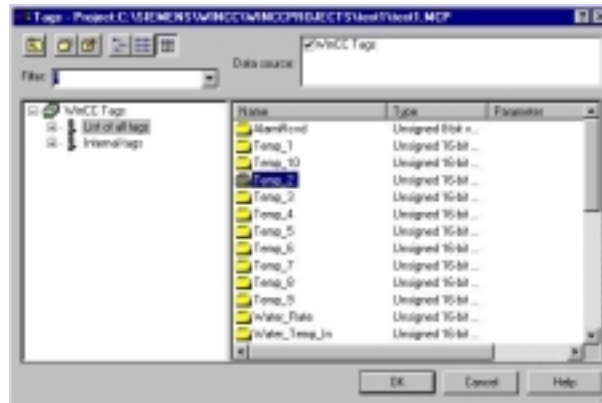 Tags - Project: C:\SIEMENS\WINCC\WINCCPROJECTS\test1\test1.MCP
Filter:
Data source:
WinCC Tags
WinCC Tags
List of all tags
Internal tags
Name Type Parameter
Unsigned 8-bit v...
Temp_1 Unsigned 16-bit ...
Temp_10 Unsigned 16-bit ...
Temp_2 Unsigned 16-bit ...
Temp_3 Unsigned 16-bit ...
Temp_4 Unsigned 16-bit ...
Temp_5 Unsigned 16-bit ...
Temp_6 Unsigned 16-bit ...
Temp_7 Unsigned 16-bit ...
Temp_8 Unsigned 16-bit ...
Temp_9 Unsigned 16-bit ...
Water_Rate Unsigned 16-bit ...
Water_Temp_In Unsigned 16-bit ...
OK Cancel Help